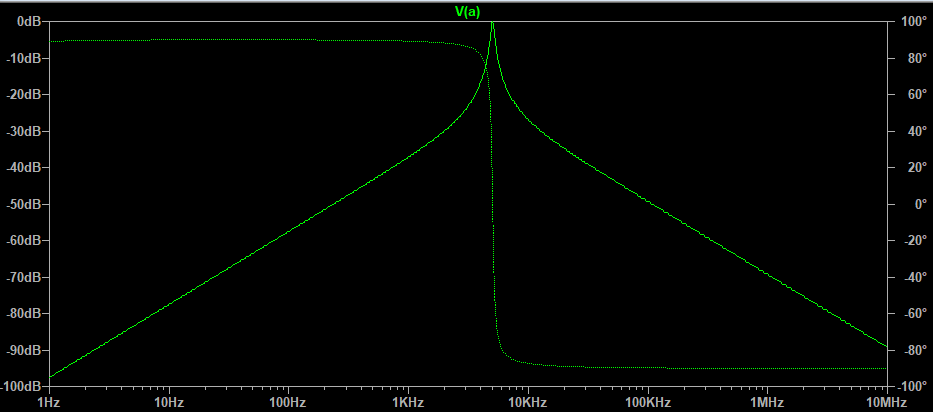 V(a)
0dB 100°
-10dB 80°
-20dB 60°
-30dB 40°
-40dB 20°
-50dB 0°
-60dB -20°
-70dB -40°
-80dB -60°
-90dB -80°
-100dB -100°
1Hz 10Hz 100Hz 1KHz 10KHz 100KHz 1MHz 10MHz